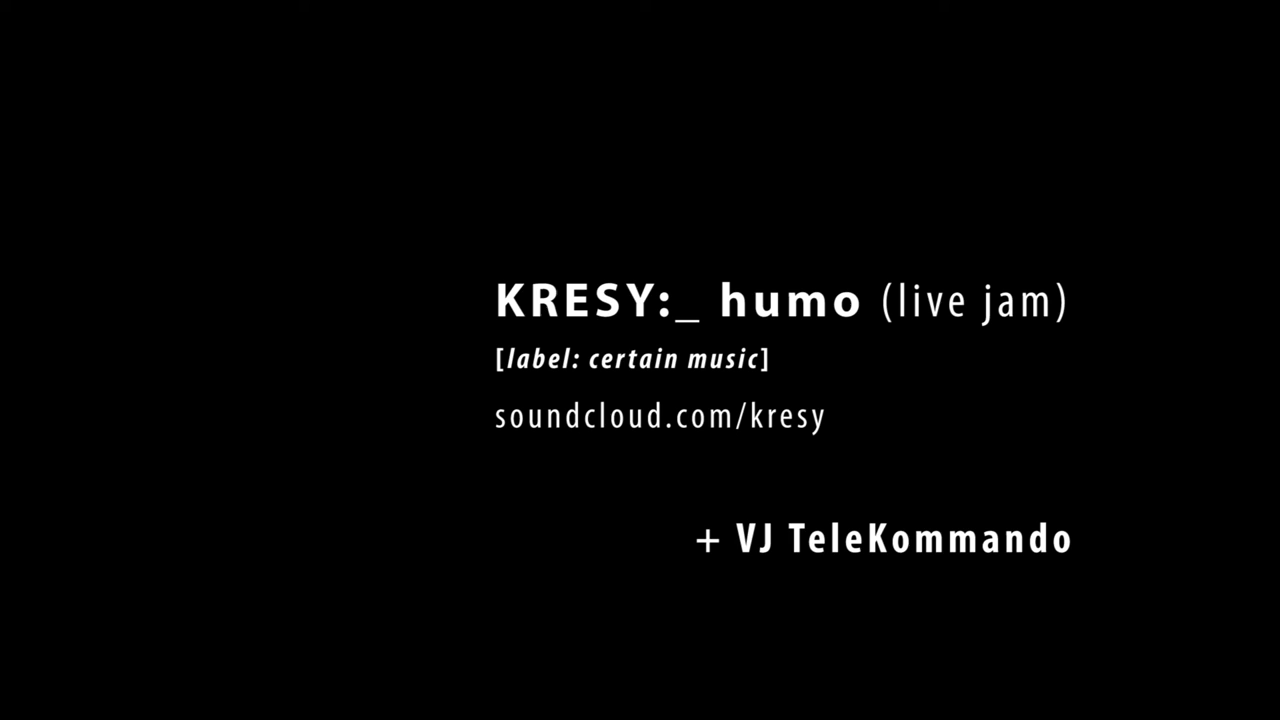 KRESY:_ humo (live jam)
[label: certain music]
soundcloud.com/kresy
+ VJ TeleKommando